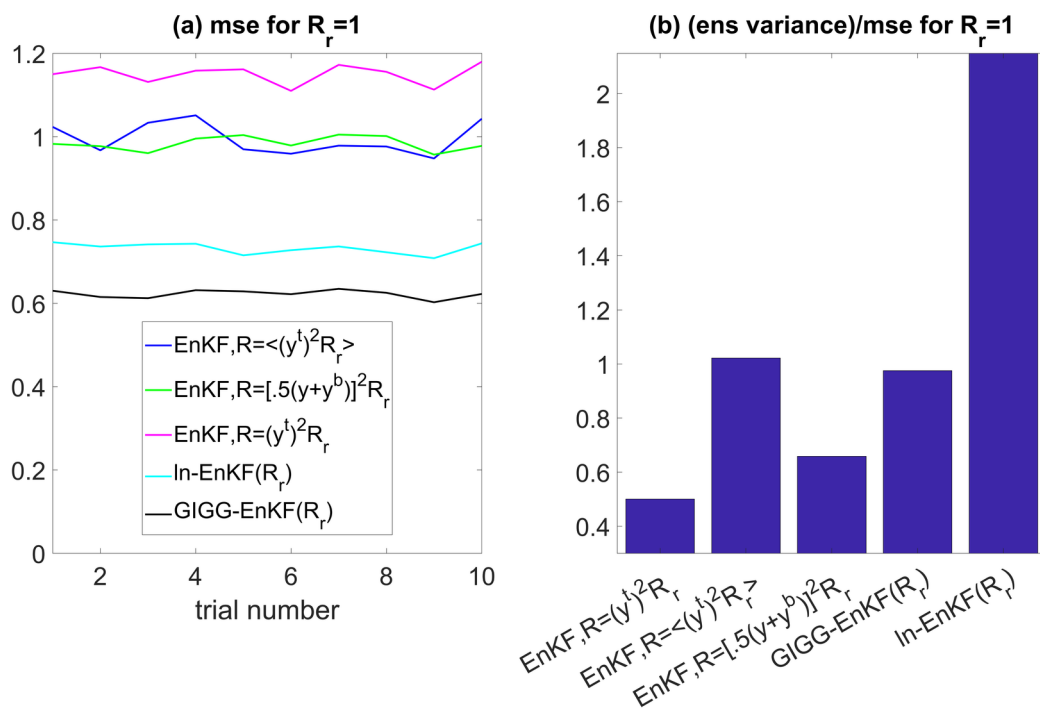 (a) mse for R_r=1
1.2
1
0.8
0.6
0.4
0.2
0
EnKF,R=<(y^t)^2R_r>
EnKF,R=[.5(y+y^b)]^2R_r
EnKF,R=(y^t)^2R_r
ln-EnKF(R_r)
GIGG-EnKF(R_r)
2 4 6 8 10
trial number
(b) (ens variance)/mse for R_r=1
2
1.8
1.6
1.4
1.2
1
0.8
0.6
0.4
EnKF,R=(y^t)^2R_r
EnKF,R=<(y^t)^2R_r>
EnKF,R=[.5(y+y^b)]^2R_r
GIGG-EnKF(R_r)
ln-EnKF(R_r)